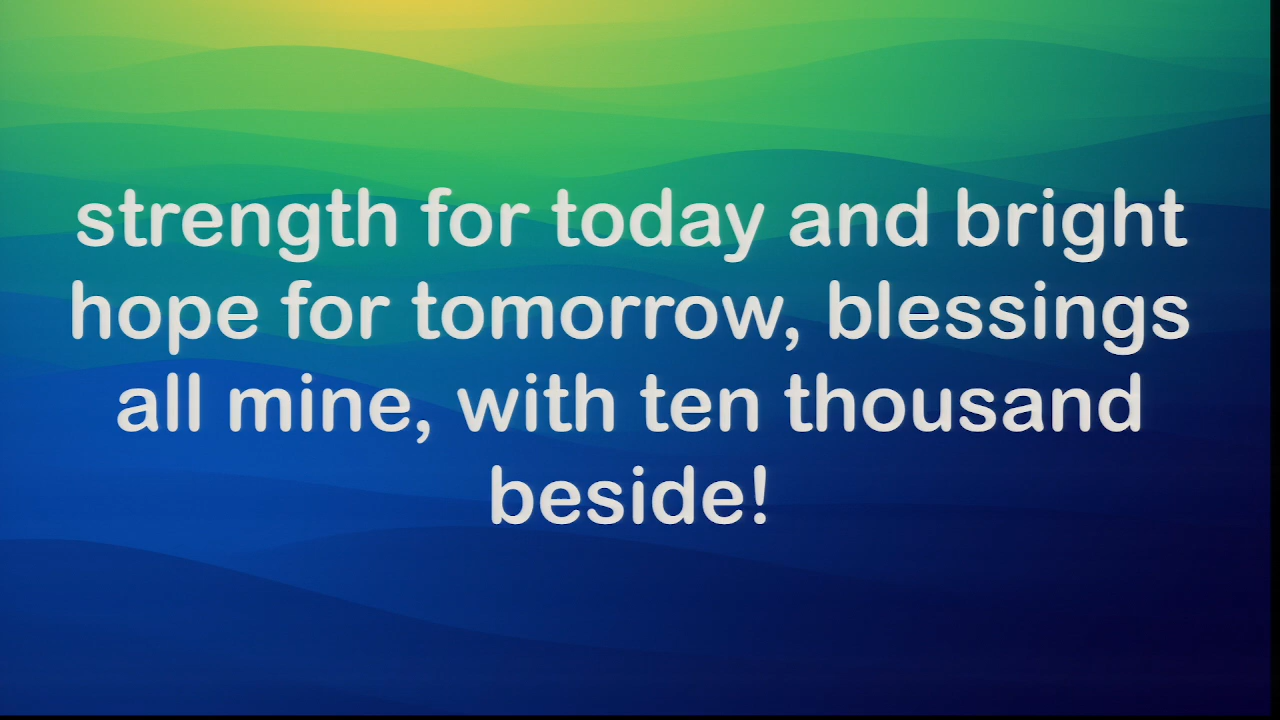 strength for today and bright
hope for tomorrow, blessings
all mine, with ten thousand
beside!